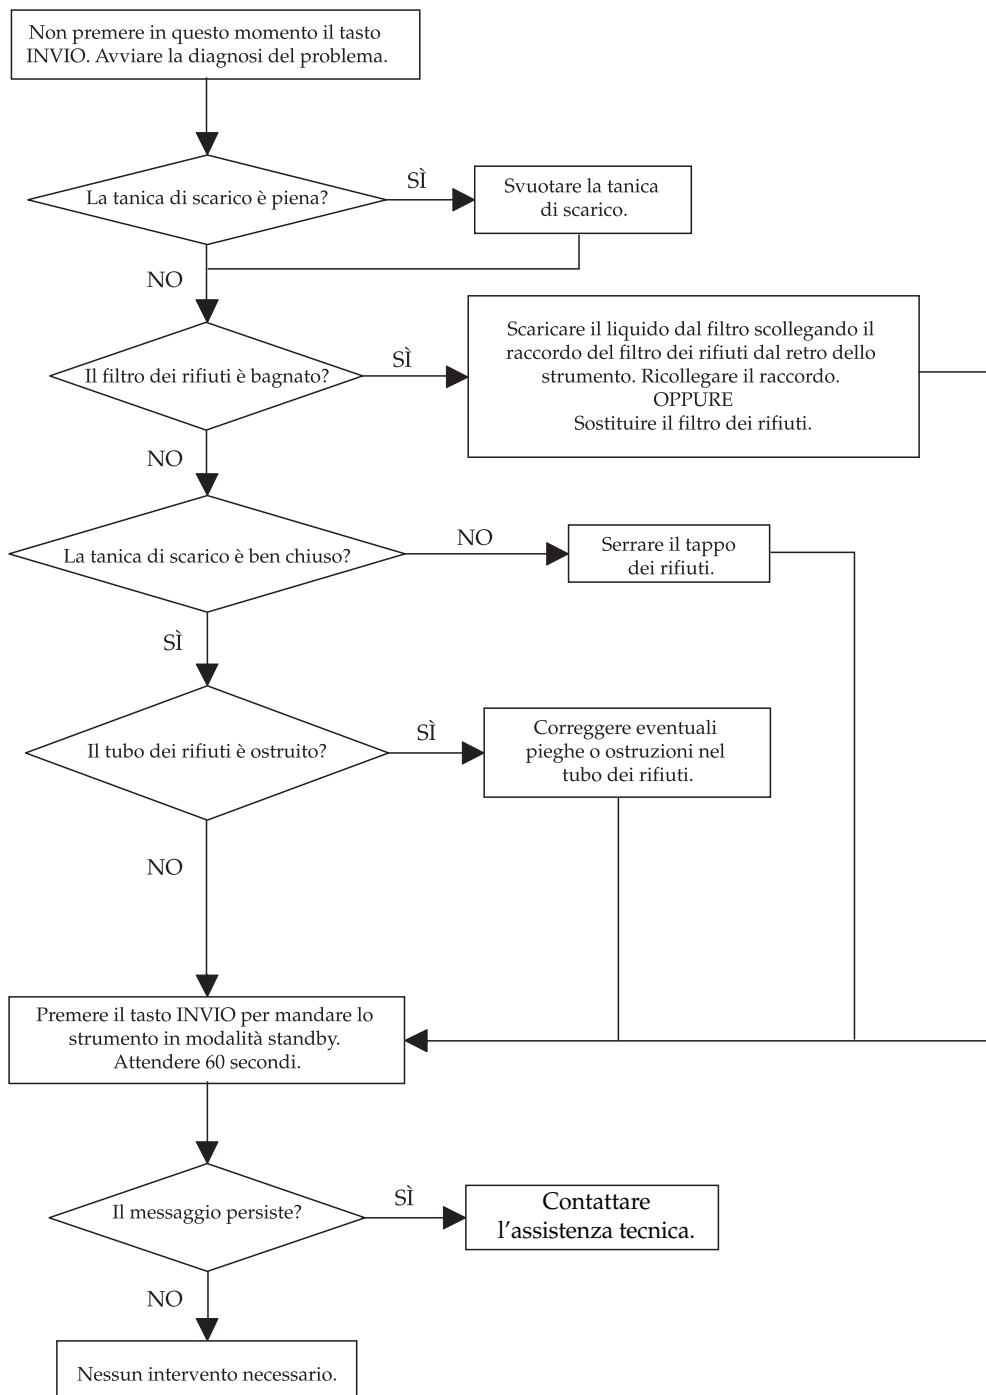 Non premere in questo momento il tasto
INVIO. Avviare la diagnosi del problema.
La tanica di scarico è piena?
SÌ
Svuotare la tanica
di scarico.
NO
Il filtro dei rifiuti è bagnato?
SÌ
Scaricare il liquido dal filtro scollegando il
raccordo del filtro dei rifiuti dal retro dello
strumento. Ricollegare il raccordo.
OPPURE
Sostituire il filtro dei rifiuti.
NO
La tanica di scarico è ben chiuso?
NO
Serrare il tappo
dei rifiuti.
SÌ
Il tubo dei rifiuti è ostruito?
SÌ
Correggere eventuali
pieghe o ostruzioni nel
tubo dei rifiuti.
NO
Premere il tasto INVIO per mandare lo
strumento in modalità standby.
Attendere 60 secondi.
Il messaggio persiste?
SÌ
Contattare
l'assistenza tecnica.
NO
Nessun intervento necessario.